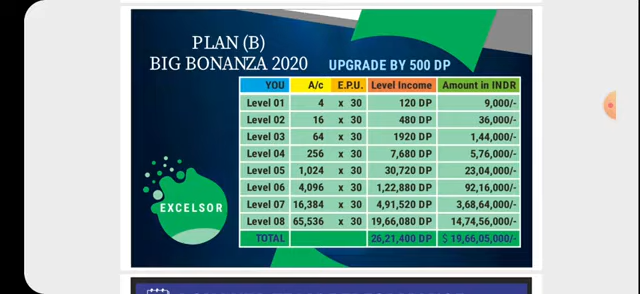 PLAN (B)
BIG BONANZA 2020 UPGRADE BY 500 DP
YOU A/c E.P.U. Level Income Amount in INDR
Level 01 4 x 30 120 DP 9,000/-
Level 02 16 x 30 480 DP 36,000/-
Level 03 64 x 30 1920 DP 1,44,000/-
Level 04 256 x 30 7,680 DP 5,76,000/-
Level 05 1,024 x 30 30,720 DP 23,04,000/-
Level 06 4,096 x 30 1,22,880 DP 92,16,000/-
Level 07 16,384 x 30 4,91,520 DP 3,68,64,000/-
Level 08 65,536 x 30 19,66,080 DP 14,74,56,000/-
TOTAL 26,21,400 DP $ 19,66,05,000/-
EXCELSOR